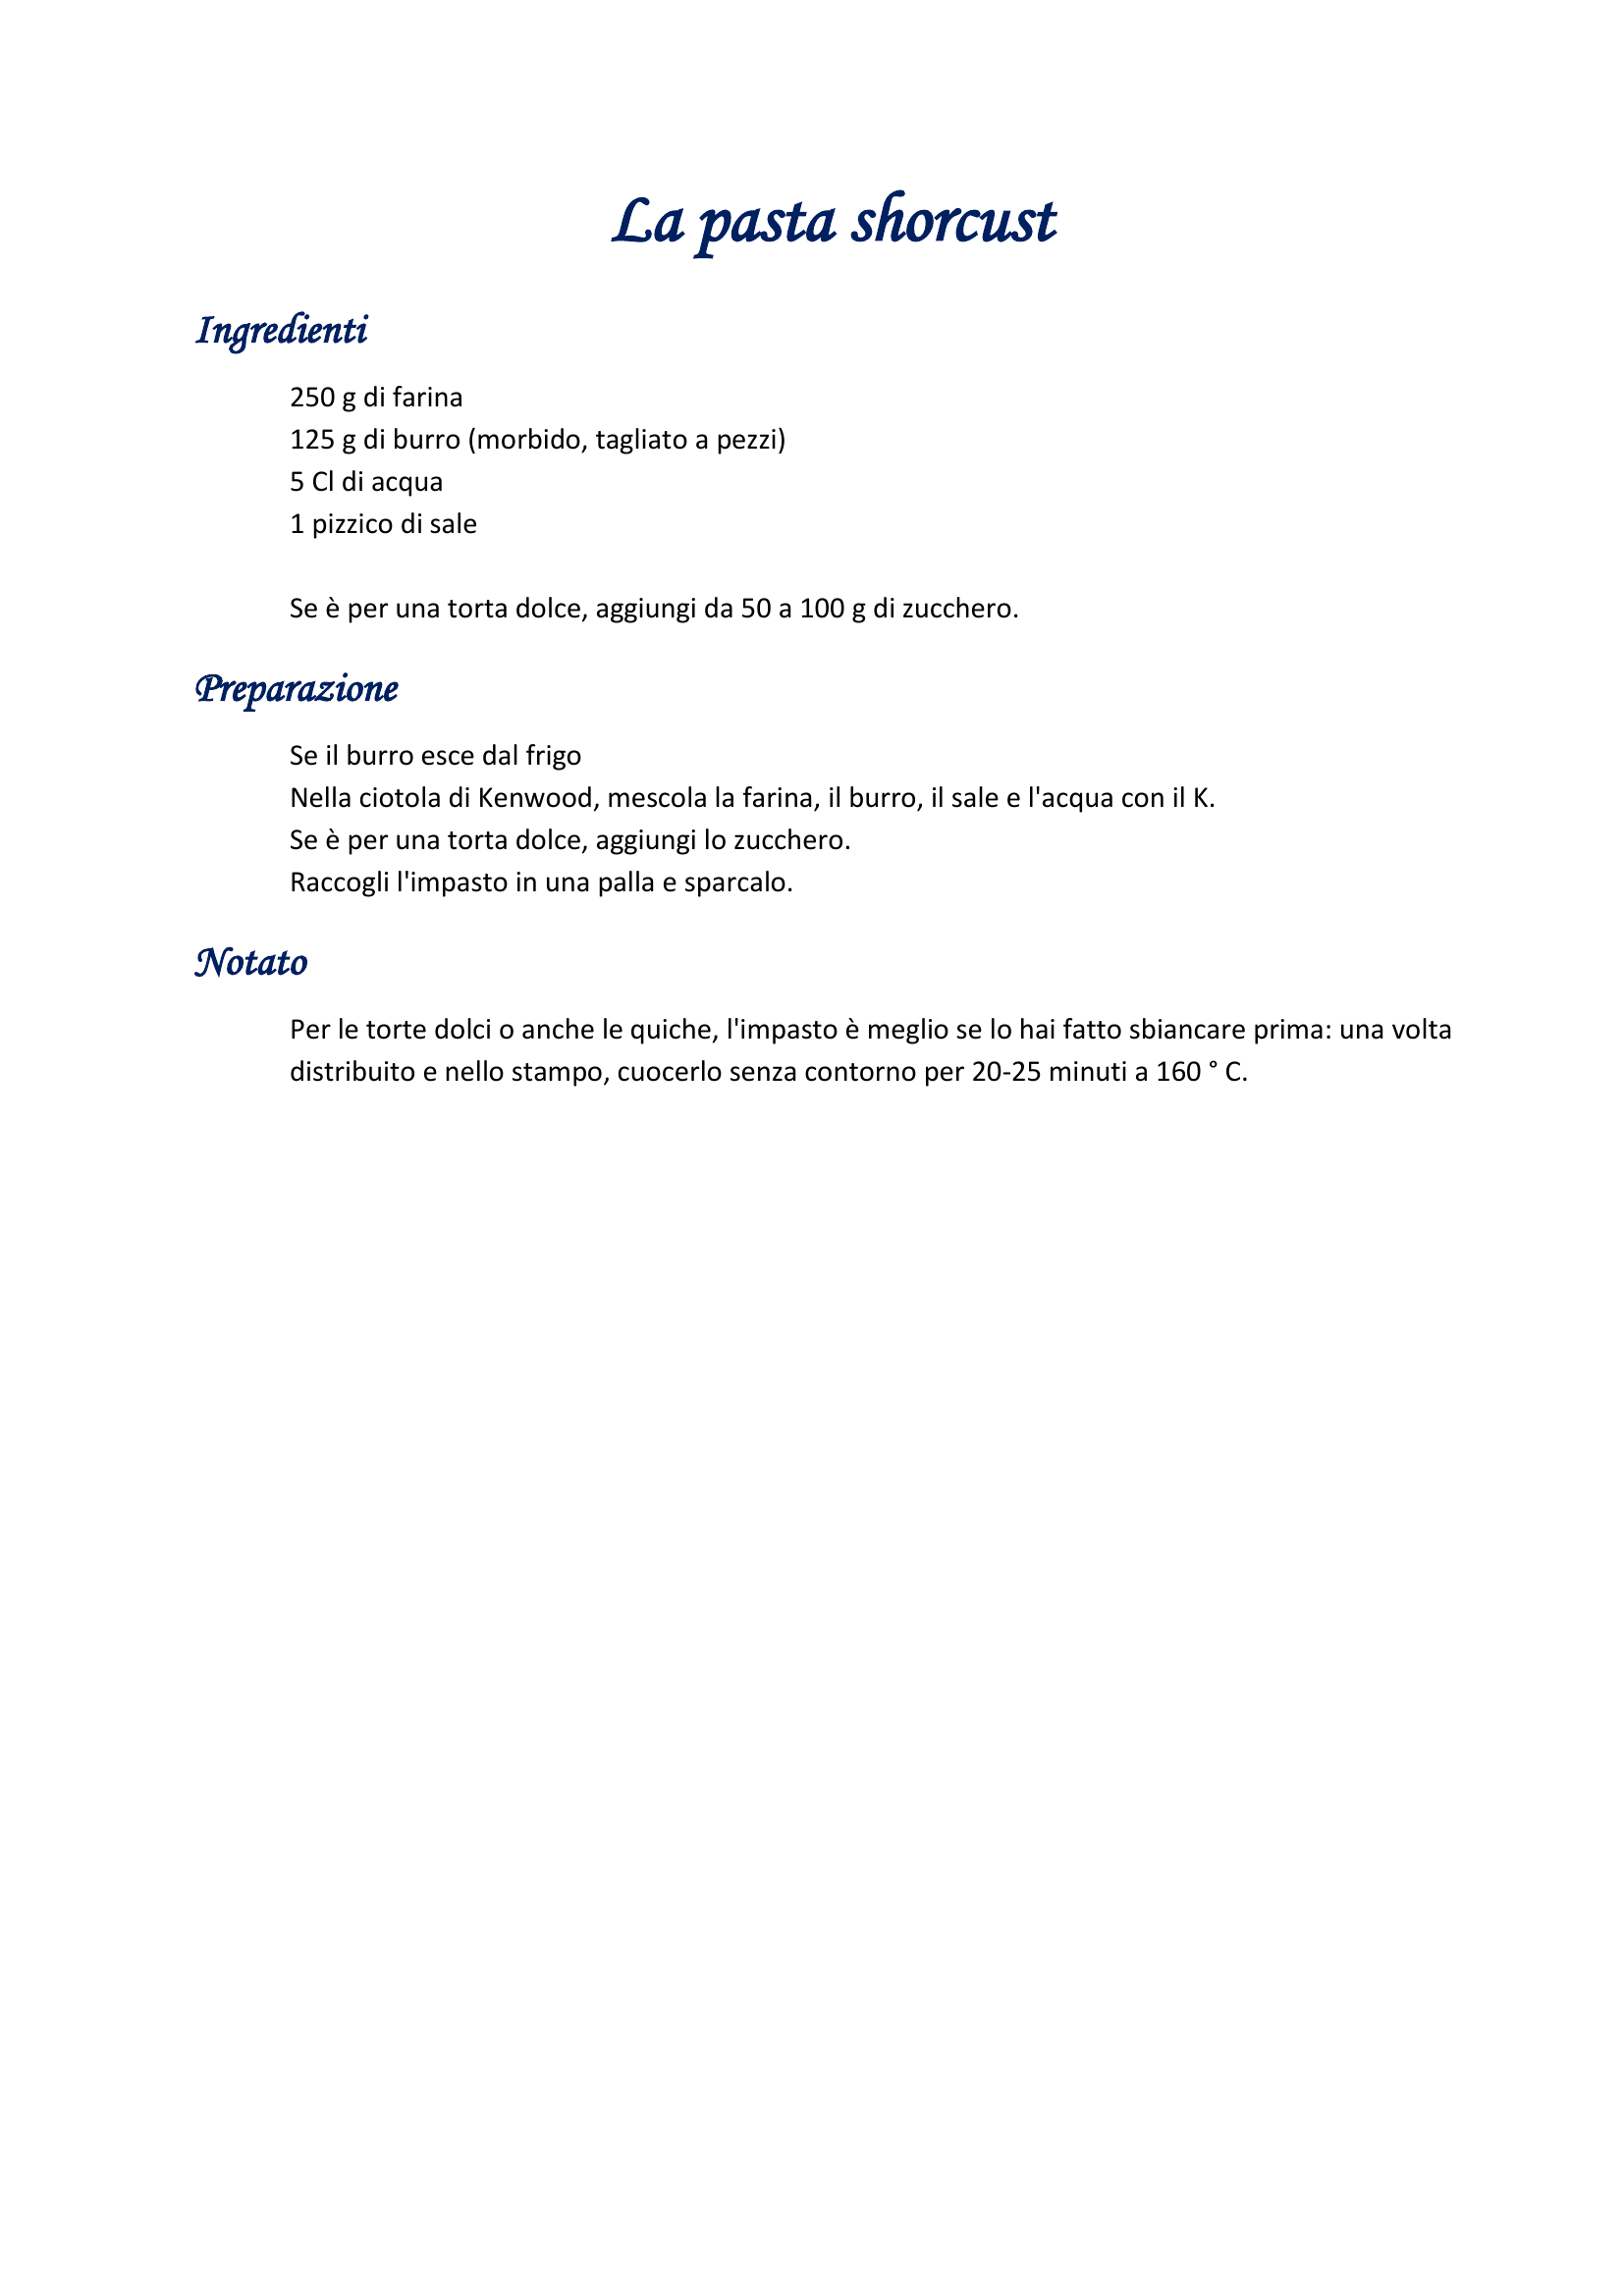 La pasta shorcust
Ingredienti
250 g di farina
125 g di burro (morbido, tagliato a pezzi)
5 Cl di acqua
1 pizzico di sale
Se è per una torta dolce, aggiungi da 50 a 100 g di zucchero.
Preparazione
Se il burro esce dal frigo
Nella ciotola di Kenwood, mescola la farina, il burro, il sale e l'acqua con il K.
Se è per una torta dolce, aggiungi lo zucchero.
Raccogli l'impasto in una palla e sparcalo.
Notato
Per le torte dolci o anche le quiche, l'impasto è meglio se lo hai fatto sbiancare prima: una volta
distribuito e nello stampo, cuocerlo senza contorno per 20-25 minuti a 160 ° C.